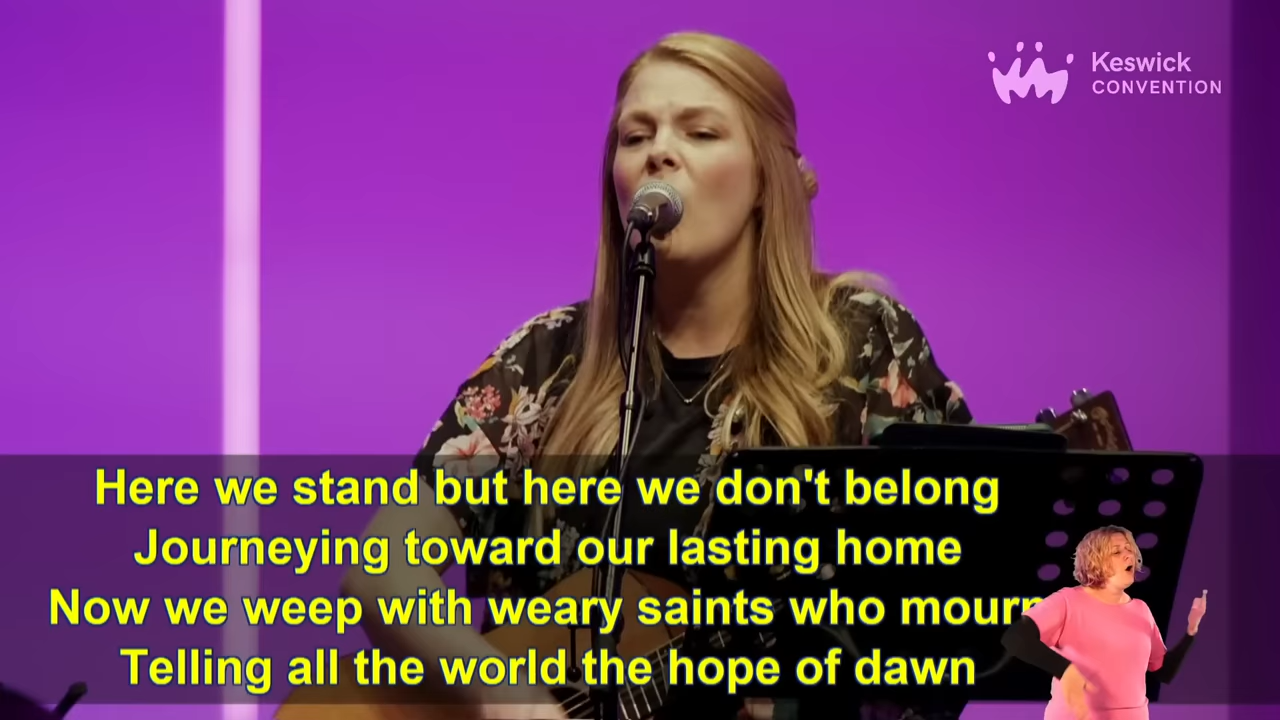 Keswick
CONVENTION
Here we stand but here we don't belong
Journeying toward our lasting home
Now we weep with weary saints who mourn
Telling all the world the hope of dawn